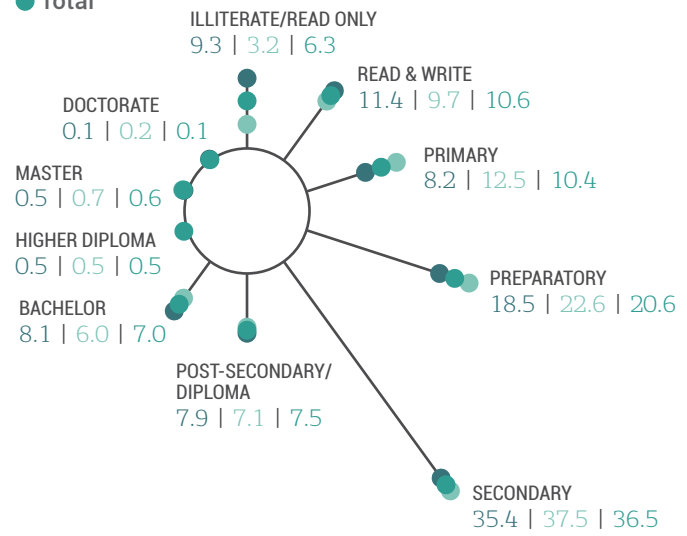 Total
ILLITERATE/READ ONLY
9.3 | 3.2 | 6.3
READ & WRITE
11.4 | 9.7 | 10.6
DOCTORATE
0.1 | 0.2 | 0.1
PRIMARY
8.2 | 12.5 | 10.4
MASTER
0.5 | 0.7 | 0.6
HIGHER DIPLOMA
0.5 | 0.5 | 0.5
PREPARATORY
18.5 | 22.6 | 20.6
BACHELOR
8.1 | 6.0 | 7.0
POST-SECONDARY/
DIPLOMA
7.9 | 7.1 | 7.5
SECONDARY
35.4 | 37.5 | 36.5